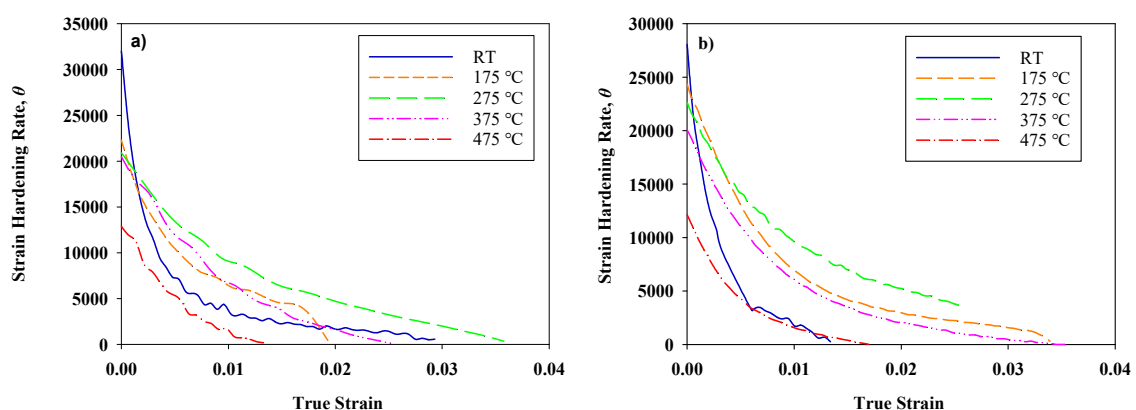 a)
Strain Hardening Rate, θ
35000
30000
25000
20000
15000
10000
5000
0
RT
175 °C
275 °C
375 °C
475 °C
0.00 0.01 0.02 0.03 0.04
True Strain
b)
Strain Hardening Rate, θ
30000
25000
20000
15000
10000
5000
0
RT
175 °C
275 °C
375 °C
475 °C
0.00 0.01 0.02 0.03 0.04
True Strain